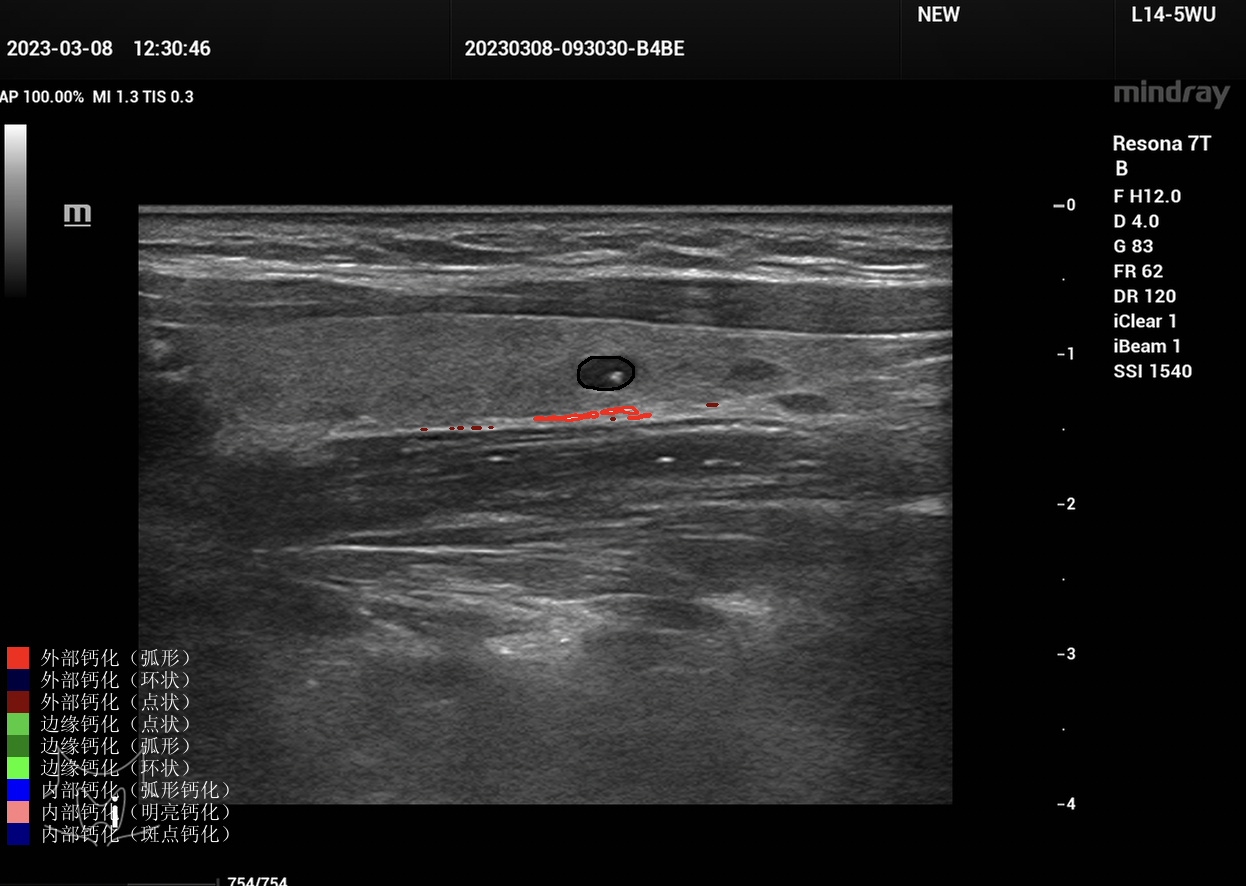 NEW
L14-5WU
2023-03-08 12:30:46
20230308-093030-B4BE
AP 100.00% MI 1.3 TIS 0.3
mindray
Resona 7T
B
F H12.0
D 4.0
G 83
FR 62
DR 120
iClear 1
iBeam 1
SSI 1540
m
0
-1
-2
-3
-4
外部钙化（弧形）
外部钙化（环状）
外部钙化（点状）
边缘钙化（点状）
边缘钙化（弧形）
边缘钙化（环状）
内部钙化（弧形钙化）
内部钙化（明亮钙化）
内部钙化（斑点钙化）
754/754